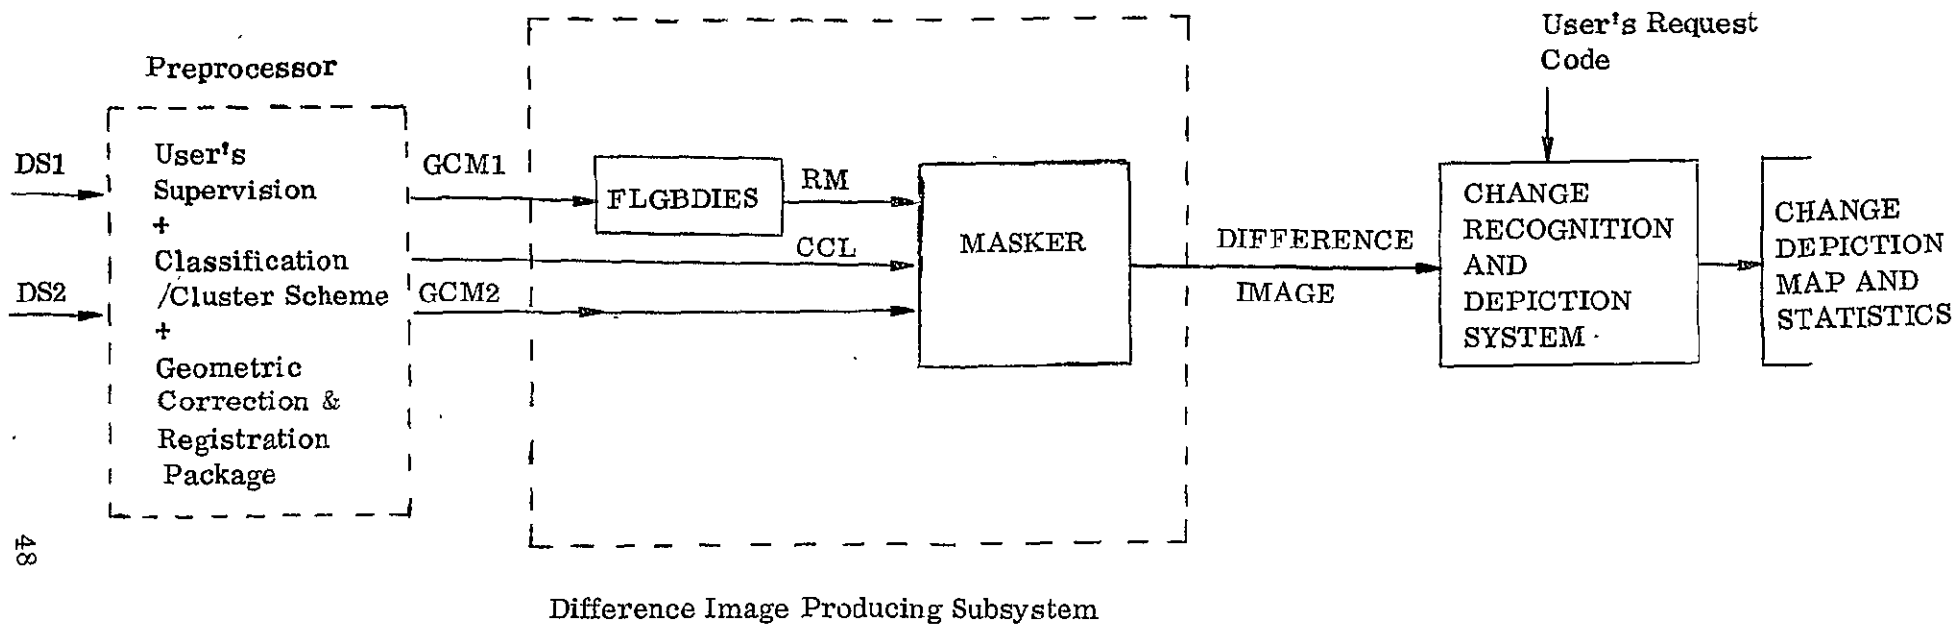 User's Request
Code
Preprocessor
DS1
DS2
User's
Supervision
+
Classification
/Cluster Scheme
+
Geometric
Correction &
Registration
Package
GCM1
GCM2
FLGBDIES
RM
CCL
MASKER
DIFFERENCE
IMAGE
CHANGE
RECOGNITION
AND
DEPICTION
SYSTEM
CHANGE
DEPICTION
MAP AND
STATISTICS
48
Difference Image Producing Subsystem